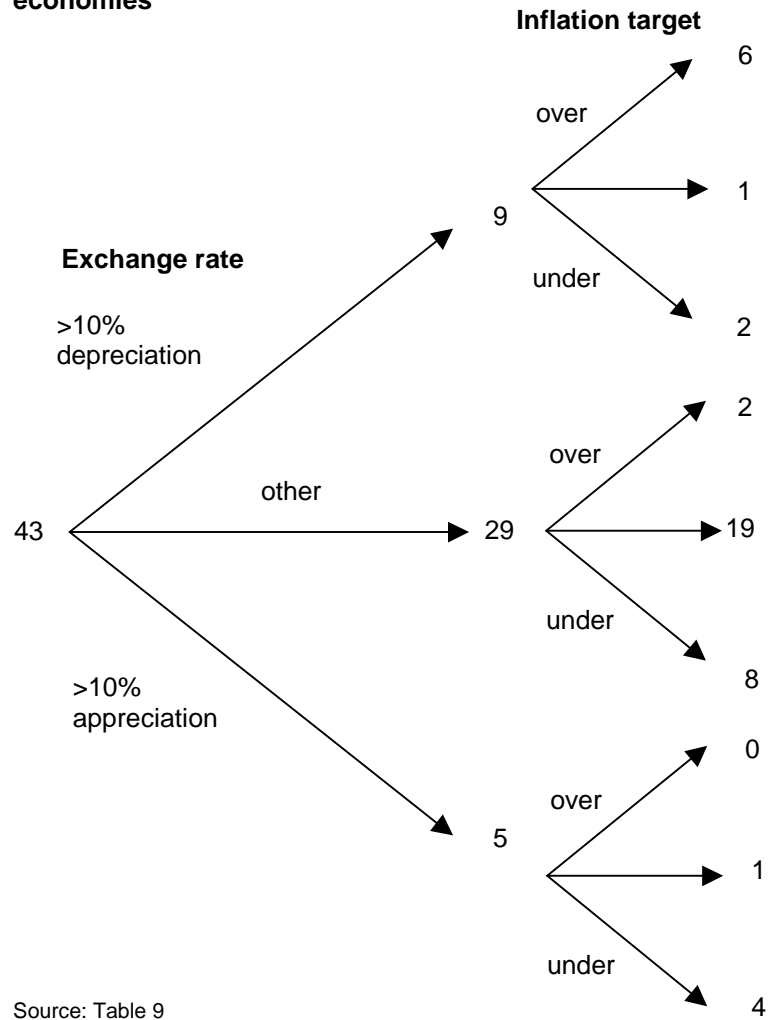 economies
Inflation target
6
over
1
9
Exchange rate
under
>10%
depreciation
2
2
over
other
43
29
19
under
>10%
appreciation
8
0
over
5
1
under
4
Source: Table 9